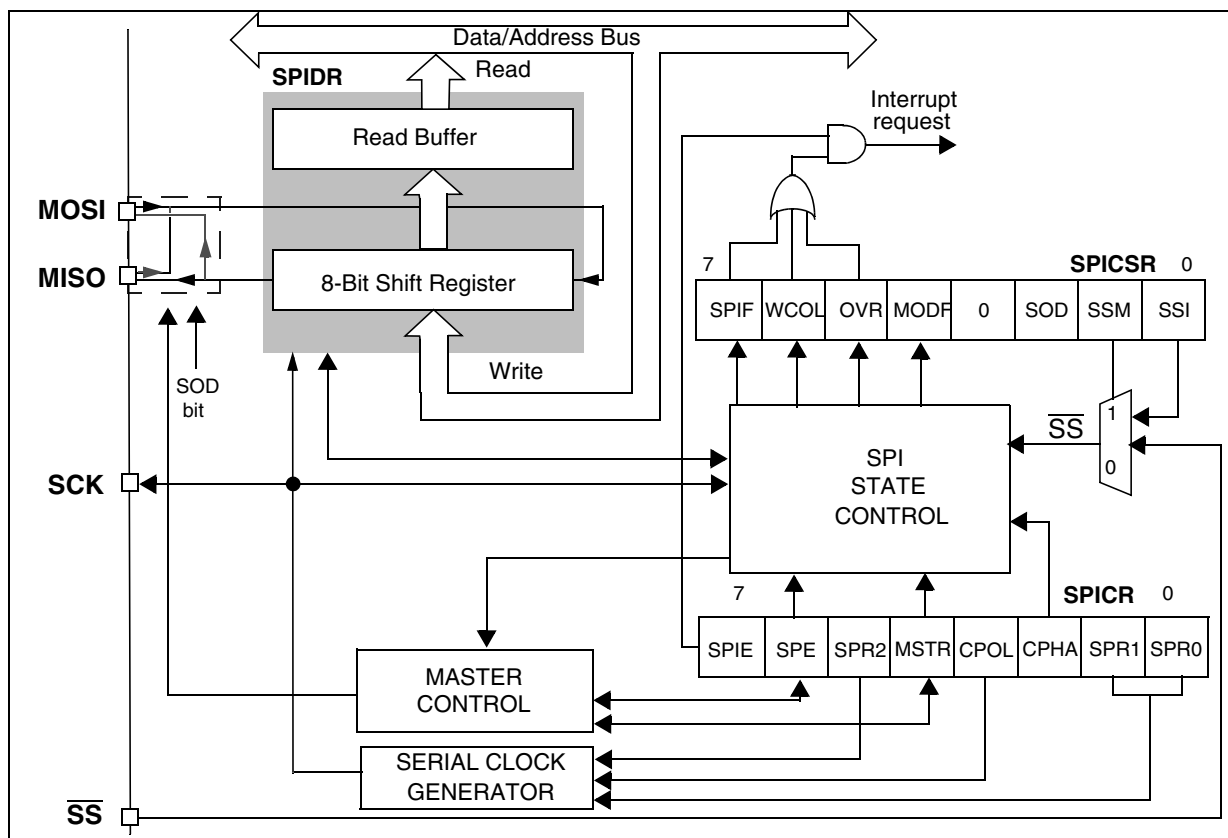 Data/Address Bus
SPIDR
Read
Read Buffer
Interrupt
request
MOSI
MISO
8-Bit Shift Register
Write
SOD
bit
7
SPICSR
0
SPIF WCOL OVR MODF 0 SOD SSM SSI
SS
1
0
SCK
SPI
STATE
CONTROL
7
SPICR
0
SPIE SPE SPR2 MSTR CPOL CPHA SPR1 SPR0
MASTER
CONTROL
SERIAL CLOCK
GENERATOR
SS